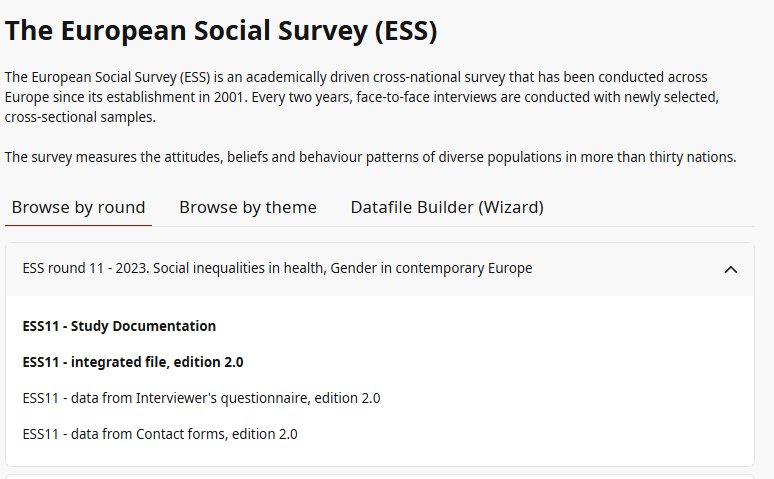 The European Social Survey (ESS)
The European Social Survey (ESS) is an academically driven cross-national survey that has been conducted across
Europe since its establishment in 2001. Every two years, face-to-face interviews are conducted with newly selected,
cross-sectional samples.
The survey measures the attitudes, beliefs and behaviour patterns of diverse populations in more than thirty nations.
Browse by round Browse by theme Datafile Builder (Wizard)
ESS round 11 - 2023. Social inequalities in health, Gender in contemporary Europe
ESS11 - Study Documentation
ESS11 - integrated file, edition 2.0
ESS11 - data from Interviewer's questionnaire, edition 2.0
ESS11 - data from Contact forms, edition 2.0